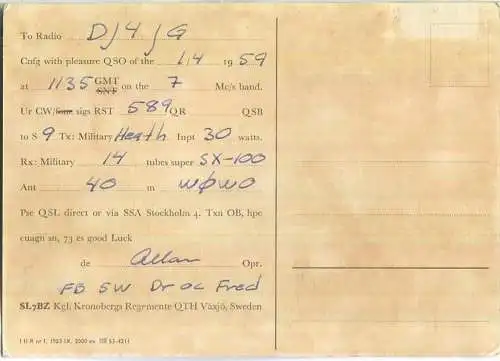 To Radio DJ4JG
Cnfg with pleasure QSO of the 1/4 1959
at 1135 GMT SNT on the 7 Mc/s band.
Ur CW/fone sigs RST 589 QR QSB
to S 9 Tx: Military Heath Inpt 30 watts.
Rx: Military 14 tubes super SX-100
Ant 40 m WØWO
Pse QSL direct or via SSA Stockholm 4. Txn OB, hpe
cuagn sn, 73 es good Luck
de Allan Opr.
FB SW Dr OC Fred
SL7BZ Kgl. Kronobergs Regemente QTH Växjö, Sweden